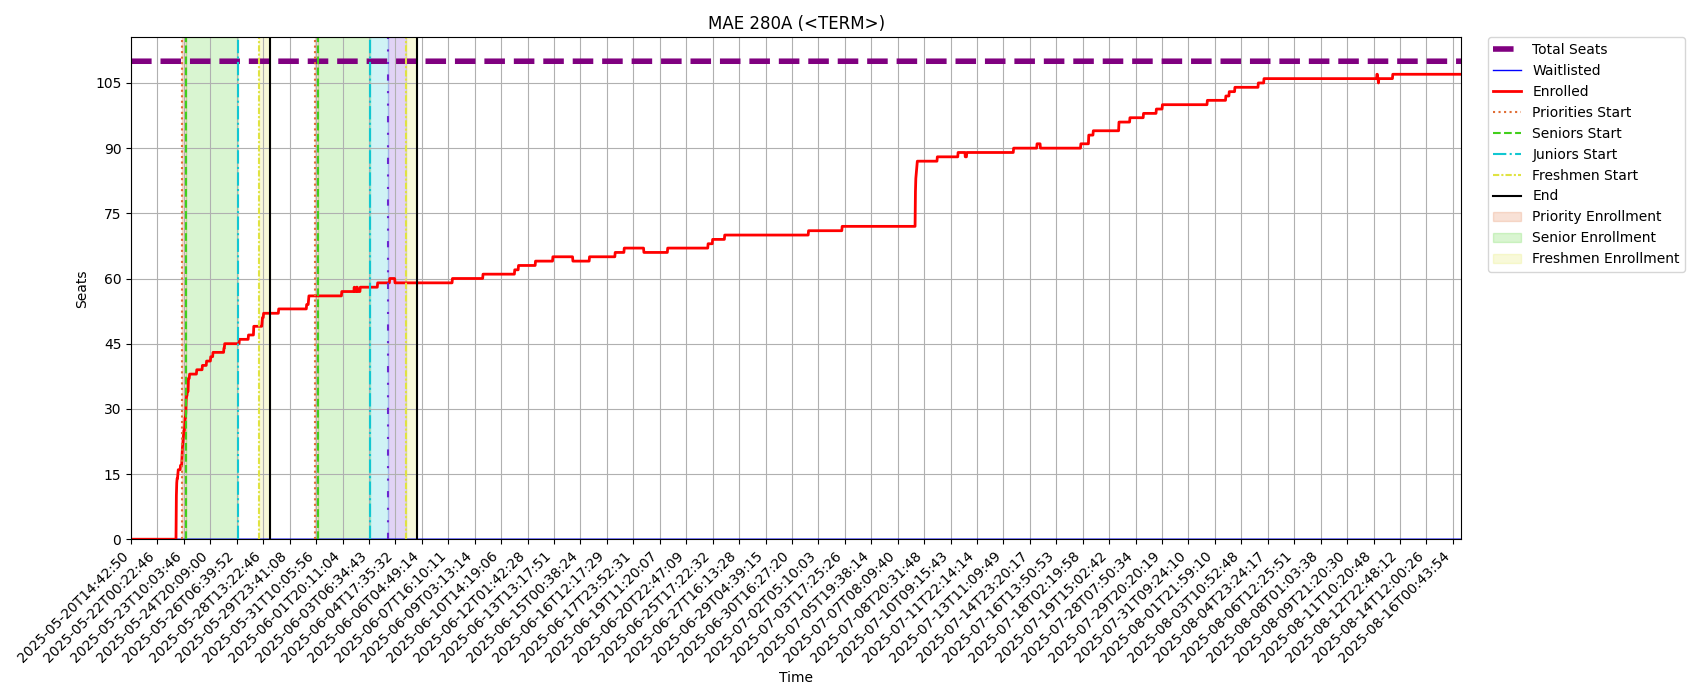 MAE 280A (<TERM>)
Total Seats
Waitlisted
Enrolled
Priorities Start
Seniors Start
Juniors Start
Freshmen Start
End
Priority Enrollment
Senior Enrollment
Freshmen Enrollment
Seats
105
90
75
60
45
30
15
0
2025-05-20T14:42:50
2025-05-22T00:22:46
2025-05-23T10:03:46
2025-05-24T20:09:00
2025-05-26T06:39:52
2025-05-28T13:22:46
2025-05-29T23:41:08
2025-05-31T10:05:56
2025-06-01T20:11:04
2025-06-03T06:34:43
2025-06-04T17:35:32
2025-06-06T04:49:14
2025-06-07T16:10:11
2025-06-09T03:13:14
2025-06-10T14:19:06
2025-06-12T01:42:28
2025-06-13T13:17:51
2025-06-15T00:38:24
2025-06-16T12:17:29
2025-06-17T23:52:31
2025-06-19T11:20:07
2025-06-20T22:47:09
2025-06-25T17:22:32
2025-06-27T16:13:28
2025-06-29T04:39:15
2025-06-30T16:27:20
2025-07-02T05:10:03
2025-07-03T17:25:26
2025-07-05T19:38:14
2025-07-07T08:09:40
2025-07-08T20:31:48
2025-07-10T09:15:43
2025-07-11T22:14:14
2025-07-13T11:09:49
2025-07-14T23:20:17
2025-07-16T13:50:53
2025-07-18T02:19:58
2025-07-19T15:02:42
2025-07-28T07:50:34
2025-07-29T20:20:19
2025-07-31T09:24:10
2025-08-01T21:59:10
2025-08-03T10:52:48
2025-08-04T23:24:17
2025-08-06T12:25:51
2025-08-08T01:03:38
2025-08-09T21:20:30
2025-08-11T10:20:48
2025-08-12T22:48:12
2025-08-14T12:00:26
2025-08-16T00:43:54
Time